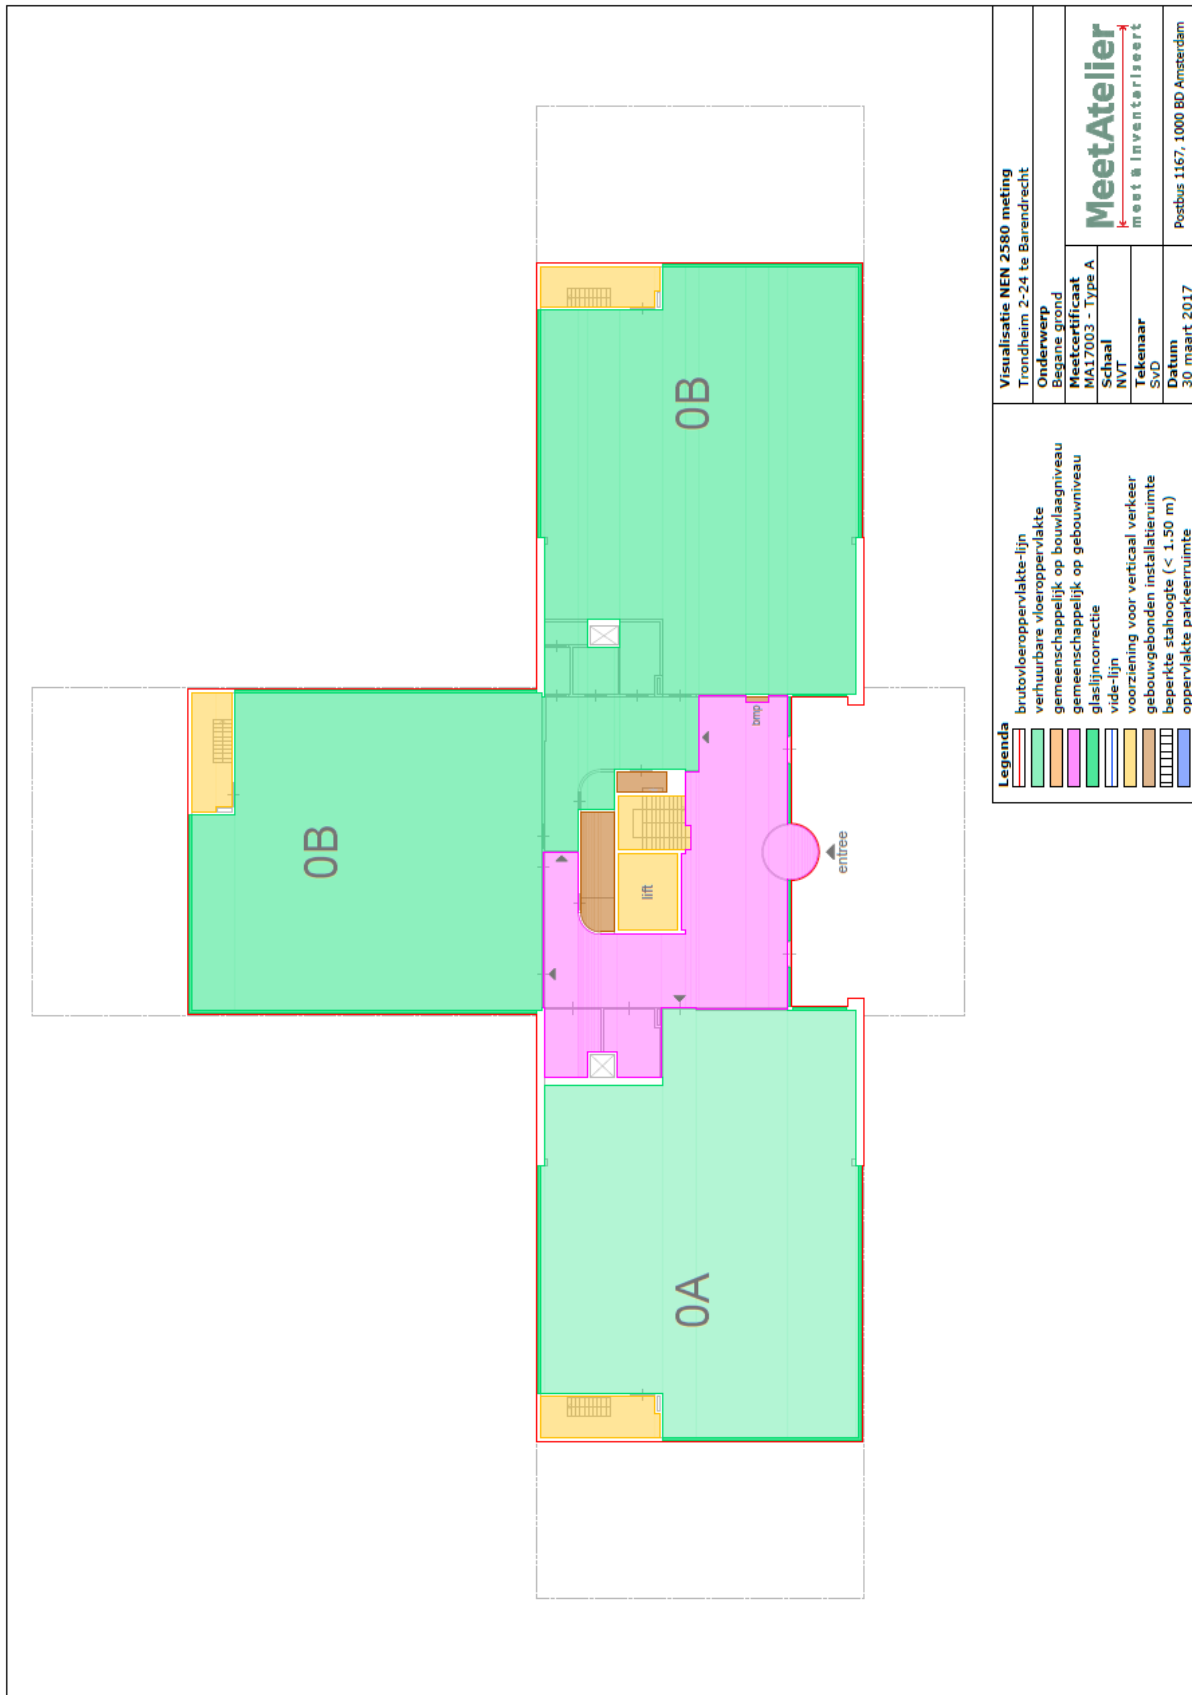 0B
0B
0A
lift
bmp
entree
Legenda
brutovloeroppervlakte-lijn
verhuurbare vloeroppervlakte
gemeenschappelijk op bouwlaagniveau
gemeenschappelijk op gebouwniveau
glaslijncorrectie
vide-lijn
voorziening voor verticaal verkeer
gebouwgebonden installatieruimte
beperkte stahoogte (< 1.50 m)
oppervlakte parkeerruimte
Visualisatie NEN 2580 meting
Trondheim 2-24 te Barendrecht
Onderwerp
Begane grond
Meetcertificaat
MA17003 - Type A
Schaal
NVT
Tekenaar
SvD
Datum
30 maart 2017
MeetAtelier
meet & inventariseert
Postbus 1167, 1000 BD Amsterdam